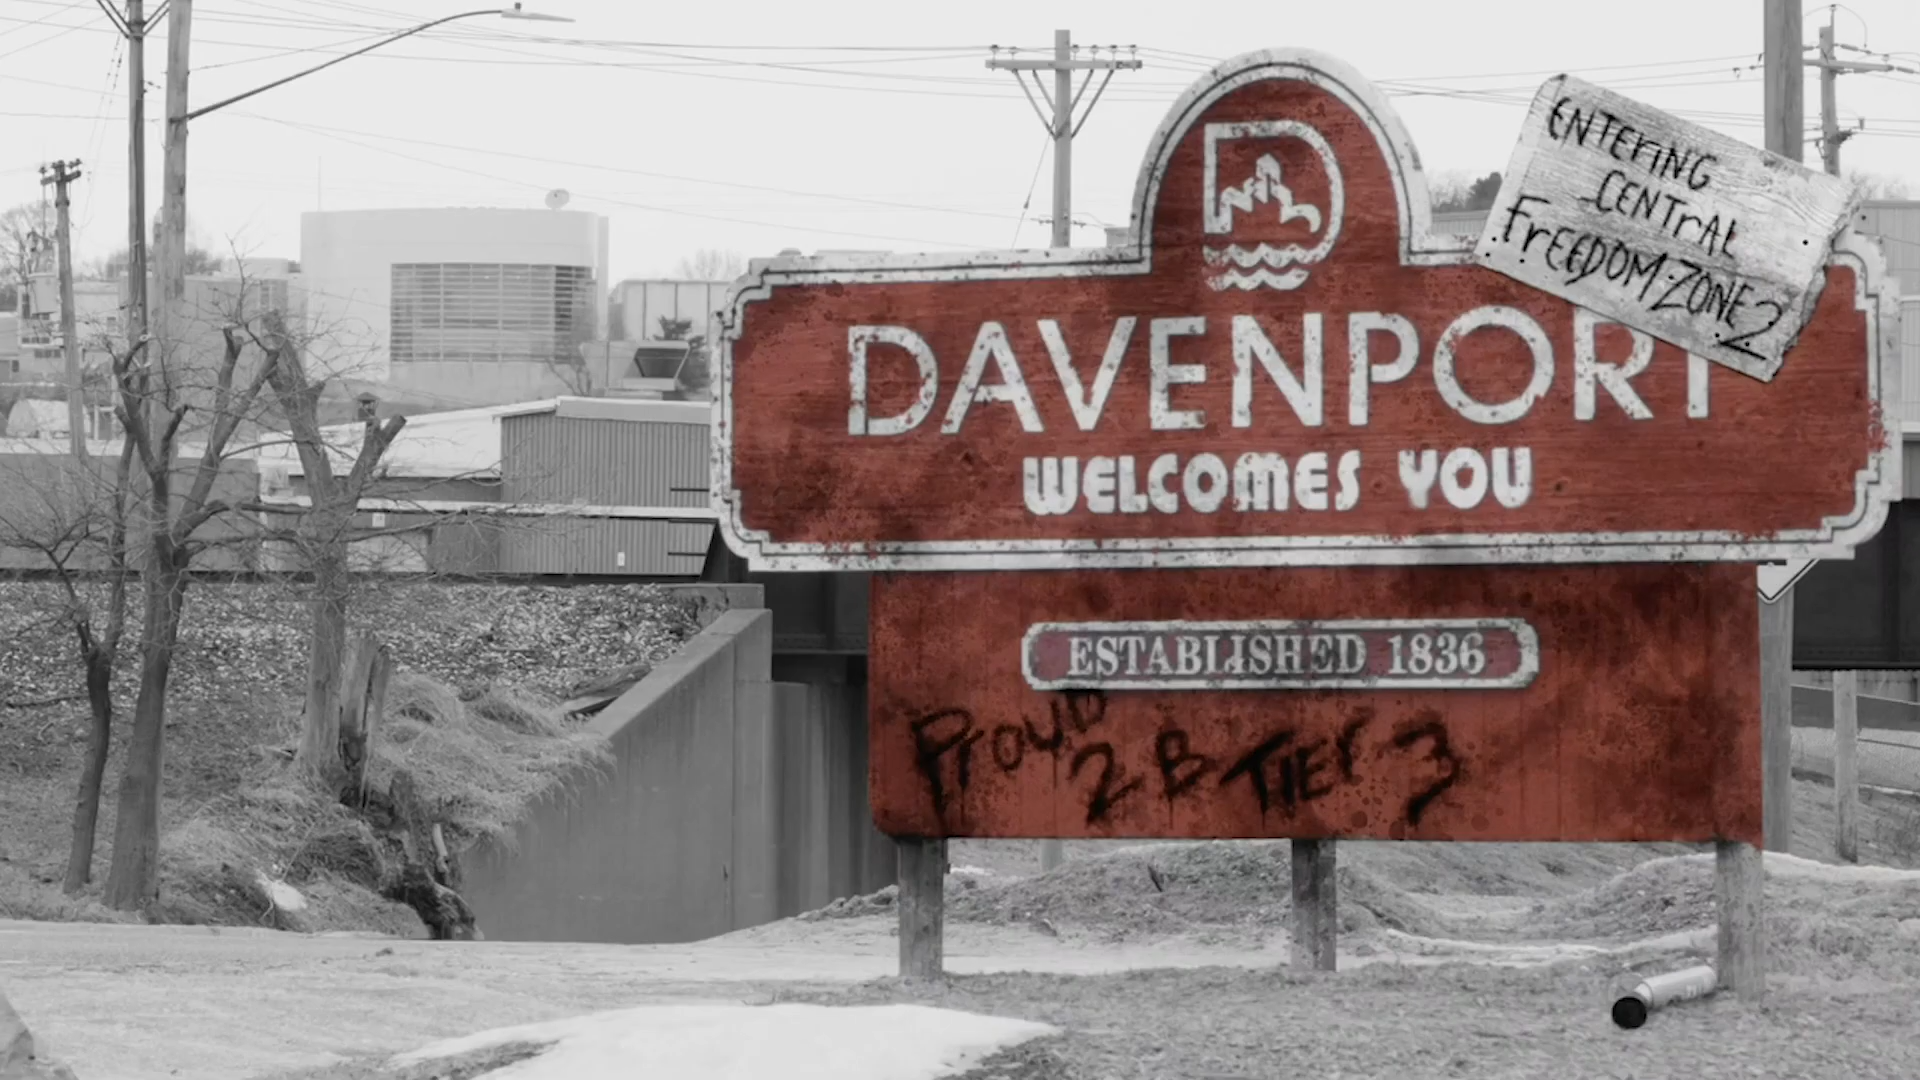 ENTERING
CENTRAL
FREEDOM ZONE 2
DAVENPORT
WELCOMES YOU
ESTABLISHED 1836
PROUD
2 B TIER 3